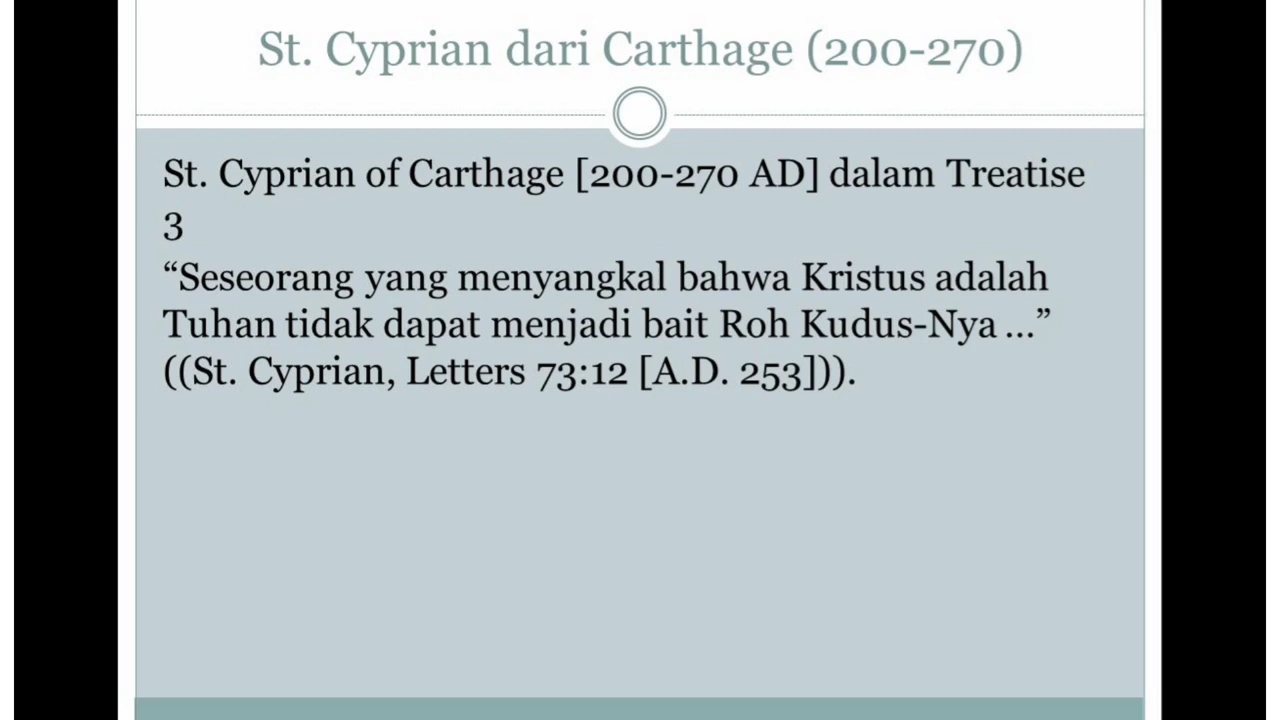 St. Cyprian dari Carthage (200-270)
St. Cyprian of Carthage [200-270 AD] dalam Treatise
3
“Seseorang yang menyangkal bahwa Kristus adalah
Tuhan tidak dapat menjadi bait Roh Kudus-Nya …”
((St. Cyprian, Letters 73:12 [A.D. 253])).